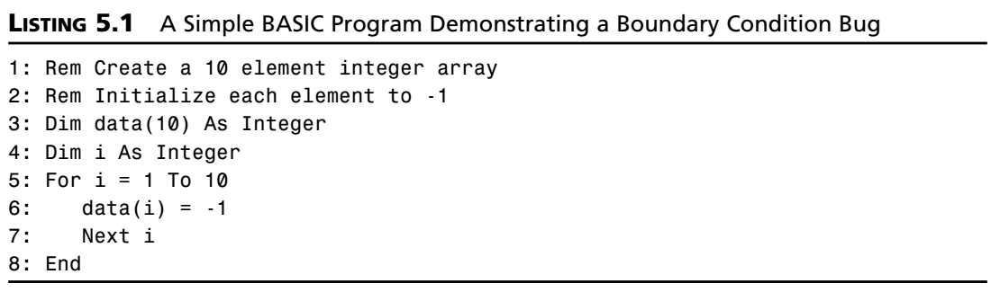 LISTING 5.1 A Simple BASIC Program Demonstrating a Boundary Condition Bug
1: Rem Create a 10 element integer array
2: Rem Initialize each element to -1
3: Dim data(10) As Integer
4: Dim i As Integer
5: For i = 1 To 10
6:    data(i) = -1
7:    Next i
8: End